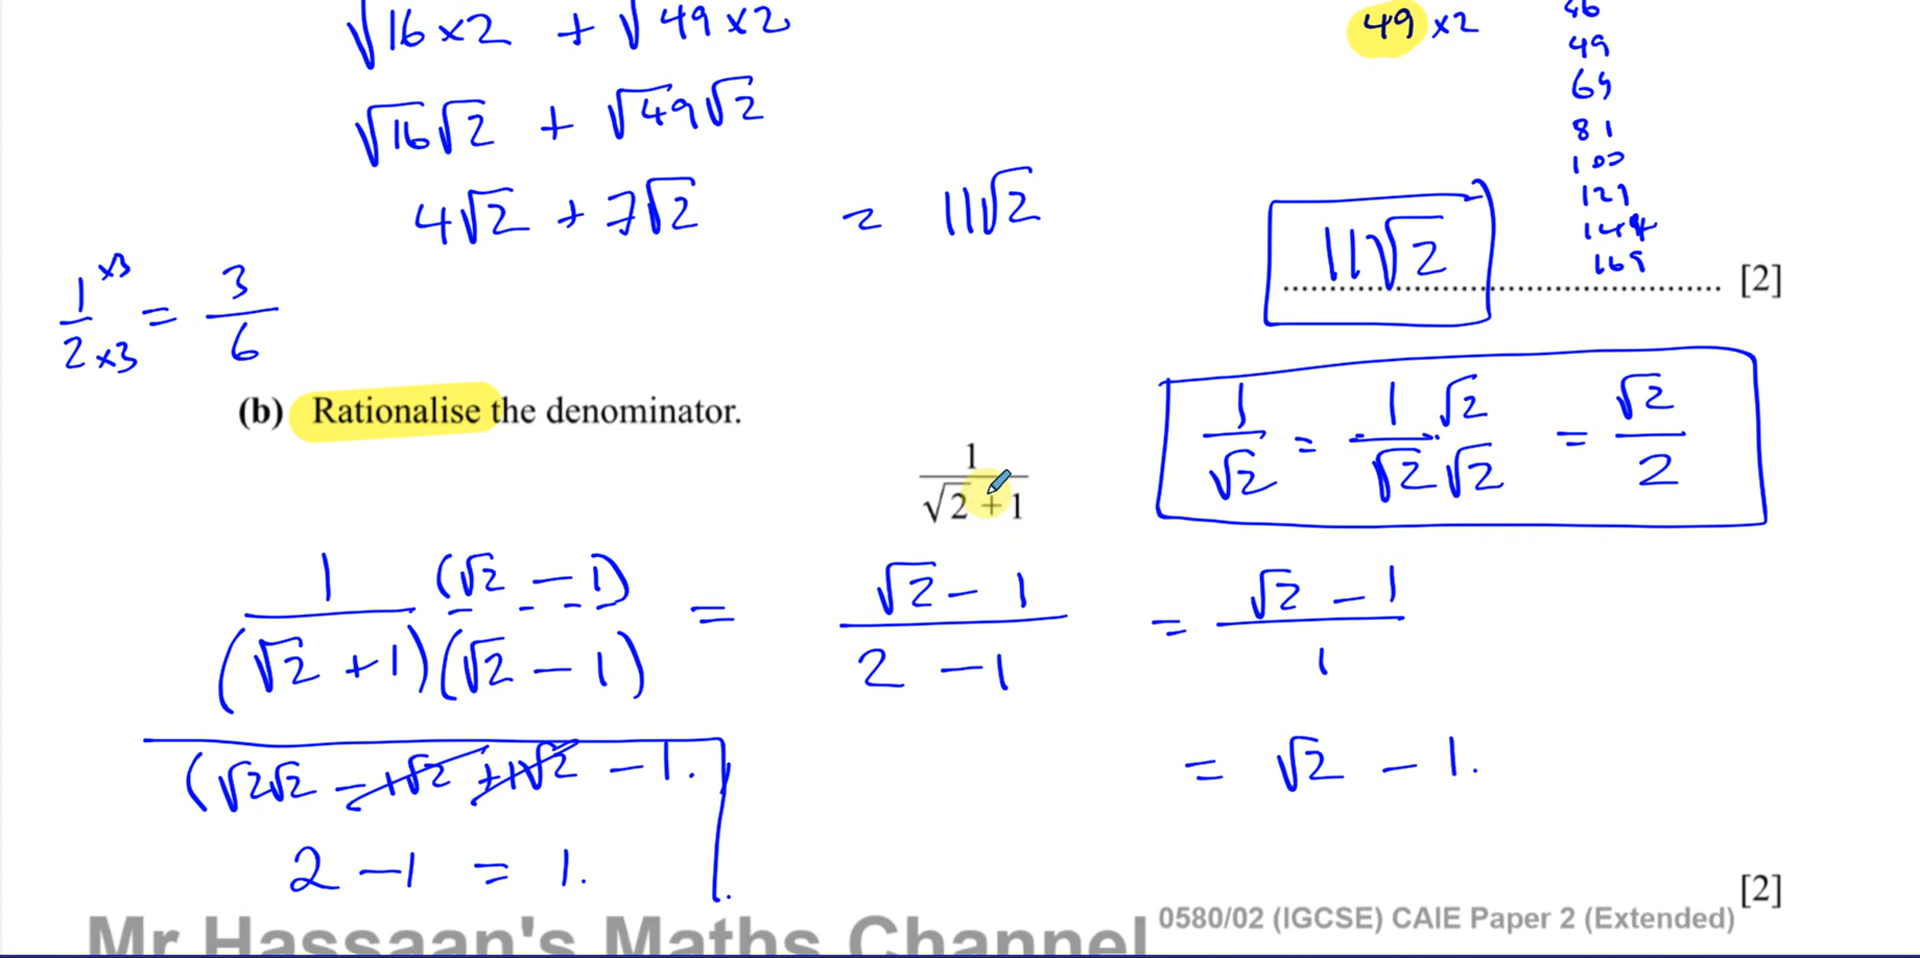 √16×2 + √49×2
49 ×2
√16√2 + √49√2
49
64
81
100
121
144
169
4√2 + 7√2 = 11√2
11√2
[2]
1 ×3 / 2 ×3 = 3/6
(b) Rationalise the denominator.
1/(√2 + 1)
1/√2 = 1 √2/√2 √2 = √2/2
1 (√2 - 1)/(√2 + 1)(√2 - 1) = √2 - 1/2 - 1 = √2 - 1/1
(√2√2 - 1√2 + 1√2 - 1.
= √2 - 1.
2 - 1 = 1.
[2]
Mr Hassaan's Maths Channel
0580/02 (IGCSE) CAIE Paper 2 (Extended)